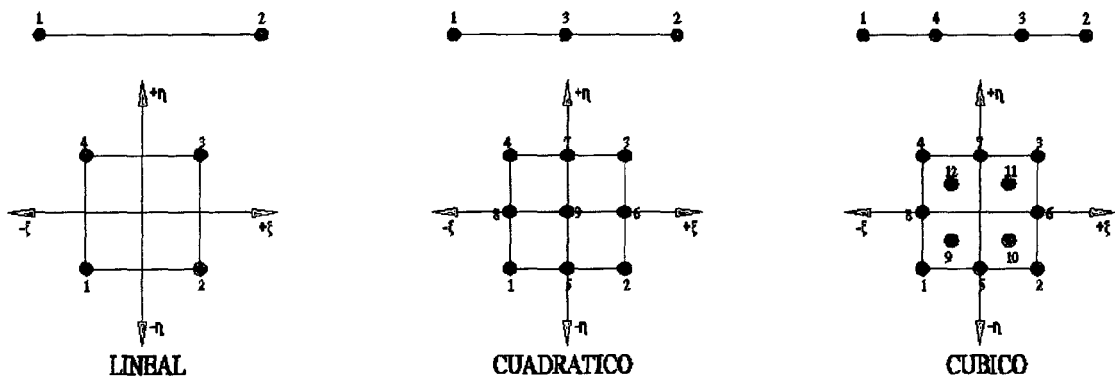 1 2 1 3 2 1 4 3 2
+η +η +η
4 3 4 7 3 4 7 3
12 11
-ξ +ξ 8 9 6 -ξ +ξ 8 6 -ξ +ξ
9 10
1 2 1 5 2 1 5 2
-η -η -η
LINEAL CUADRATICO CUBICO